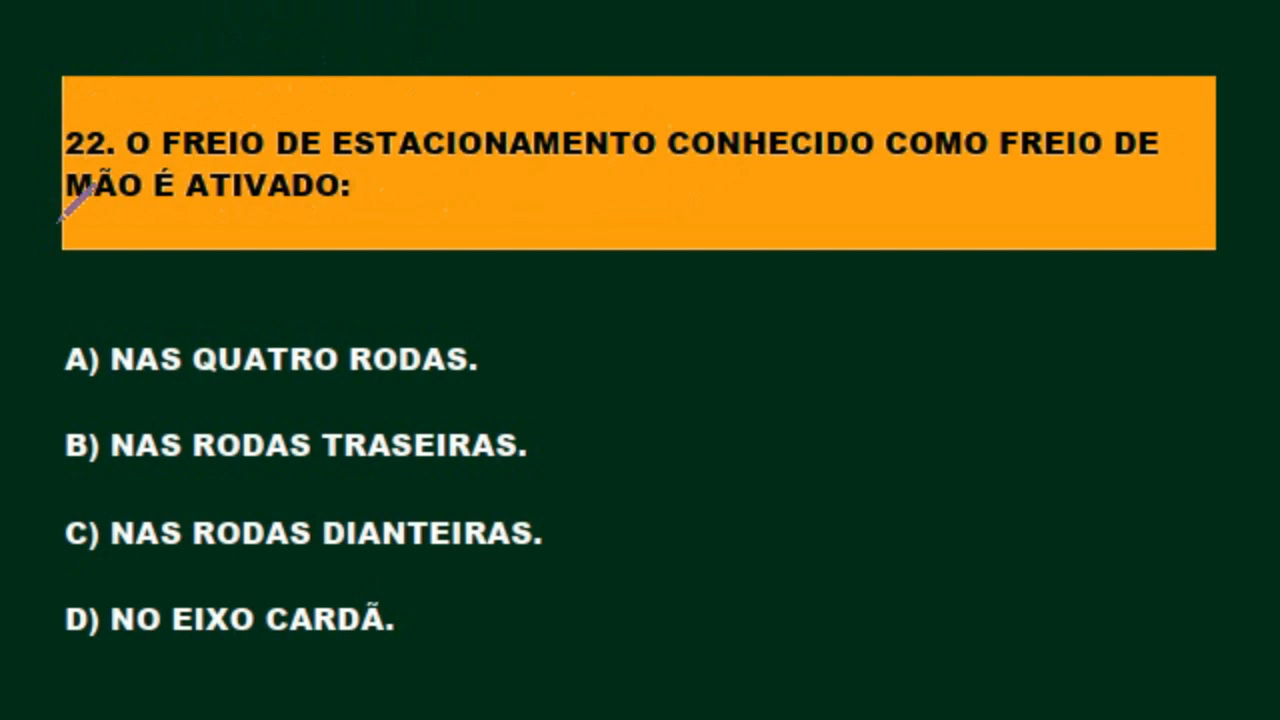 22. O FREIO DE ESTACIONAMENTO CONHECIDO COMO FREIO DE
MÃO É ATIVADO:
A) NAS QUATRO RODAS.
B) NAS RODAS TRASEIRAS.
C) NAS RODAS DIANTEIRAS.
D) NO EIXO CARDÃ.